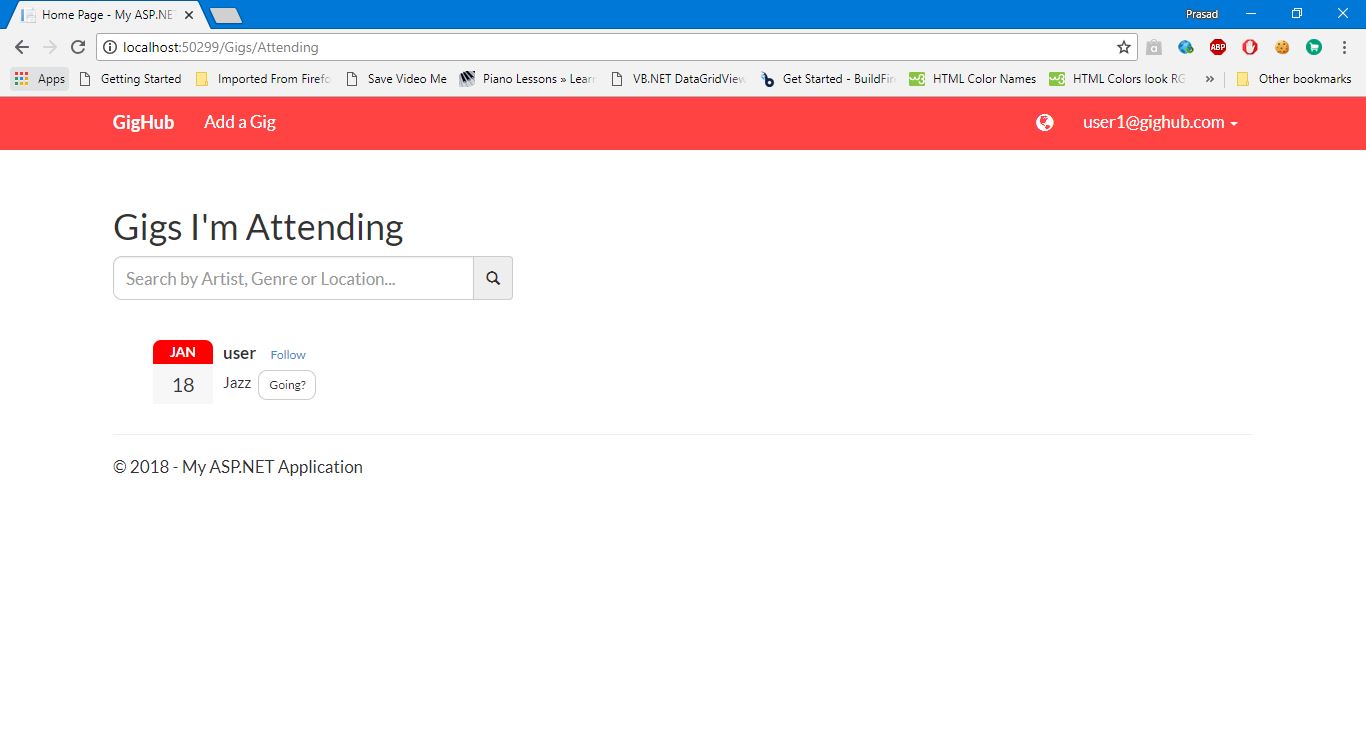 Home Page - My ASP.NE
Prasad
localhost:50299/Gigs/Attending
ABP
Apps Getting Started Imported From Firefo Save Video Me Piano Lessons » Learn VB.NET DataGridView Get Started - BuildFir HTML Color Names HTML Colors look RG » Other bookmarks
GigHub Add a Gig user1@gighub.com
Gigs I'm Attending
Search by Artist, Genre or Location...
JAN user Follow
18 Jazz Going?
© 2018 - My ASP.NET Application